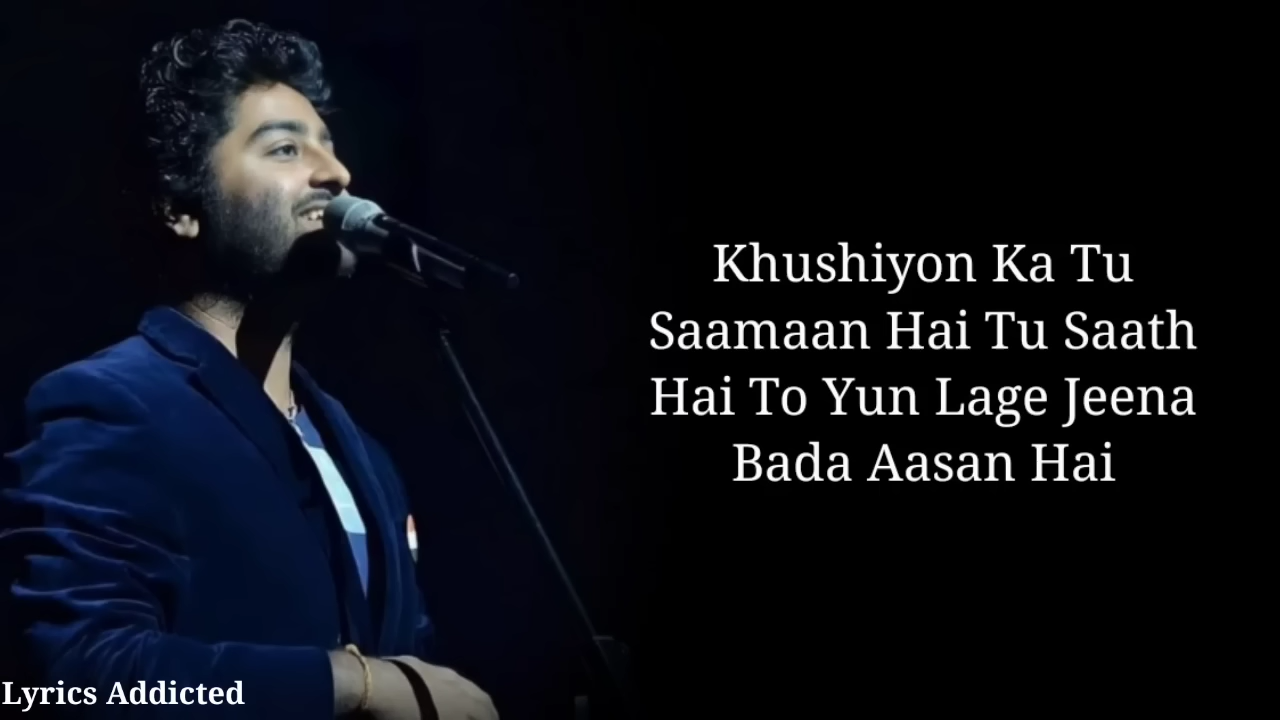 Khushiyon Ka Tu
Saamaan Hai Tu Saath
Hai To Yun Lage Jeena
Bada Aasan Hai
Lyrics Addicted